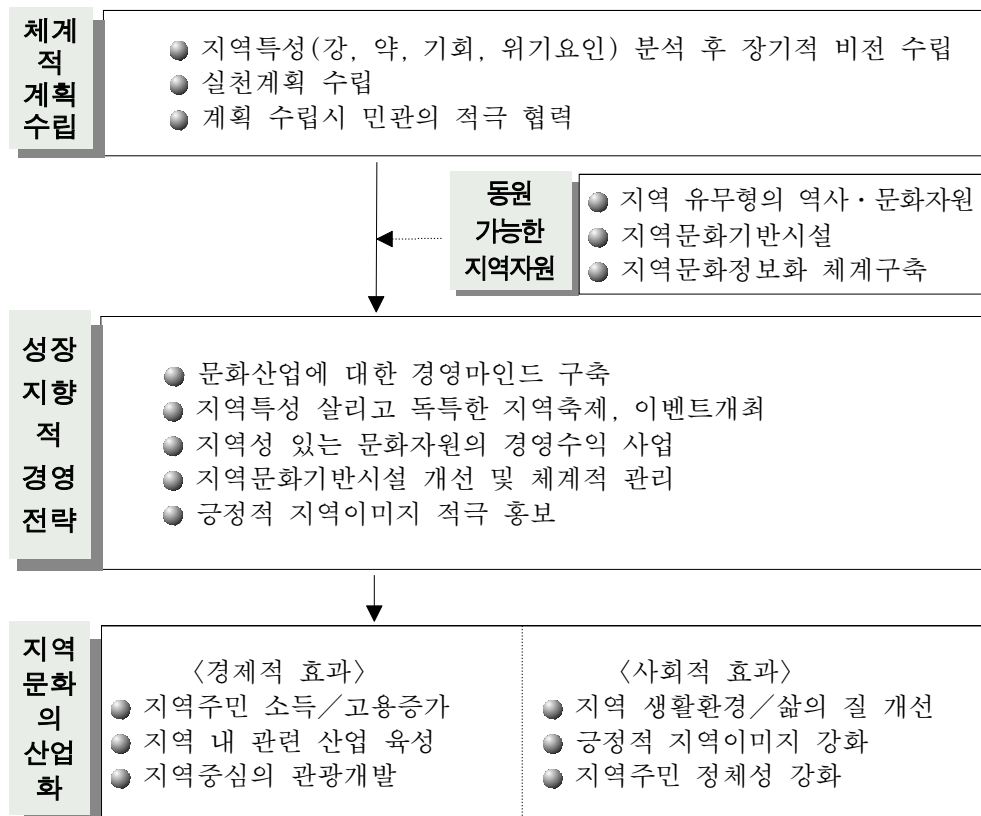 체계
적
계획
수립
지역특성(강, 약, 기회, 위기요인) 분석 후 장기적 비전 수립
실천계획 수립
계획 수립시 민관의 적극 협력
동원
가능한
지역자원
지역 유무형의 역사·문화자원
지역문화기반시설
지역문화정보화 체계구축
성장
지향
적
경영
전략
문화산업에 대한 경영마인드 구축
지역특성 살리고 독특한 지역축제, 이벤트개최
지역성 있는 문화자원의 경영수익 사업
지역문화기반시설 개선 및 체계적 관리
긍정적 지역이미지 적극 홍보
지역
문화
의
산업
화
〈경제적 효과〉
지역주민 소득/고용증가
지역 내 관련 산업 육성
지역중심의 관광개발
〈사회적 효과〉
지역 생활환경/삶의 질 개선
긍정적 지역이미지 강화
지역주민 정체성 강화